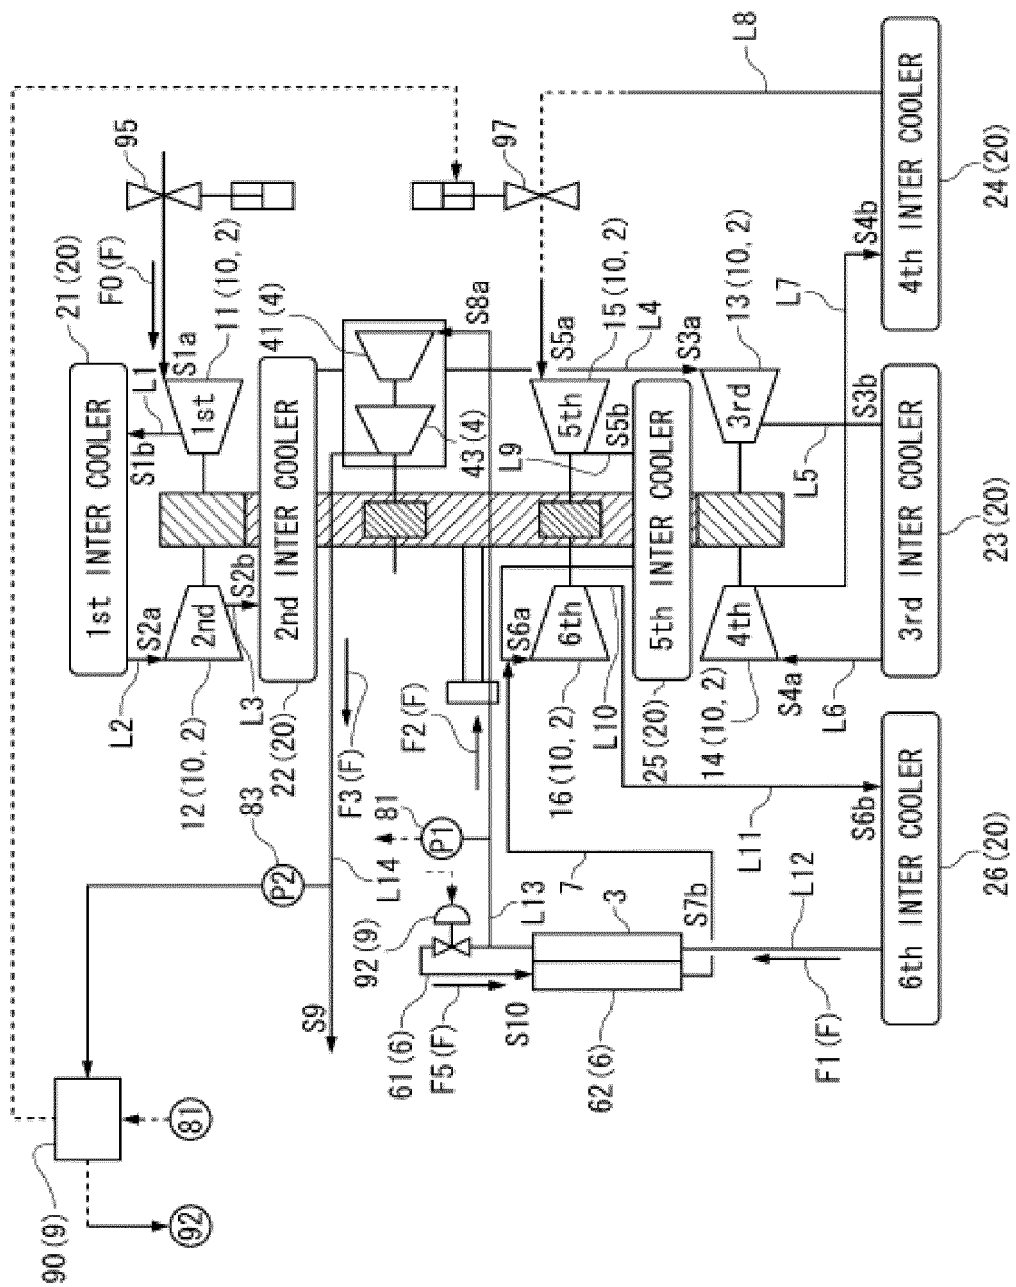 90(9)
92
81
P2
83
S9
61(6)
F5(F)
92(9)
P1
81
L14
F3(F)
F2(F)
S10
L13
62(6)
3
7
S7b
L12
F1(F)
L11
S6b
6th INTER COOLER
26(20)
1st INTER COOLER
21(20)
L2
S2a
S1b
L1
S1a
F0(F)
95
2nd
1st
12(10, 2)
11(10, 2)
L3
S2b
2nd INTER COOLER
22(20)
41(4)
43(4)
S8a
97
L8
S6a
S5a
6th
5th
16(10, 2)
15(10, 2)
L9
S5b
L10
L4
5th INTER COOLER
25(20)
S3a
4th
3rd
14(10, 2)
13(10, 2)
S4a
L6
L5
S3b
L7
S4b
3rd INTER COOLER
23(20)
4th INTER COOLER
24(20)